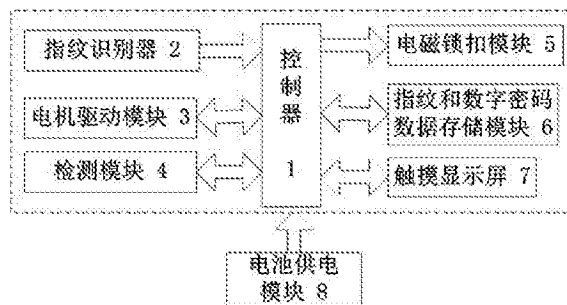 指纹识别器 2
电机驱动模块 3
检测模块 4
控
制
器
1
电磁锁扣模块 5
指纹和数字密码
数据存储模块 6
触摸显示屏 7
电池供电
模块 8